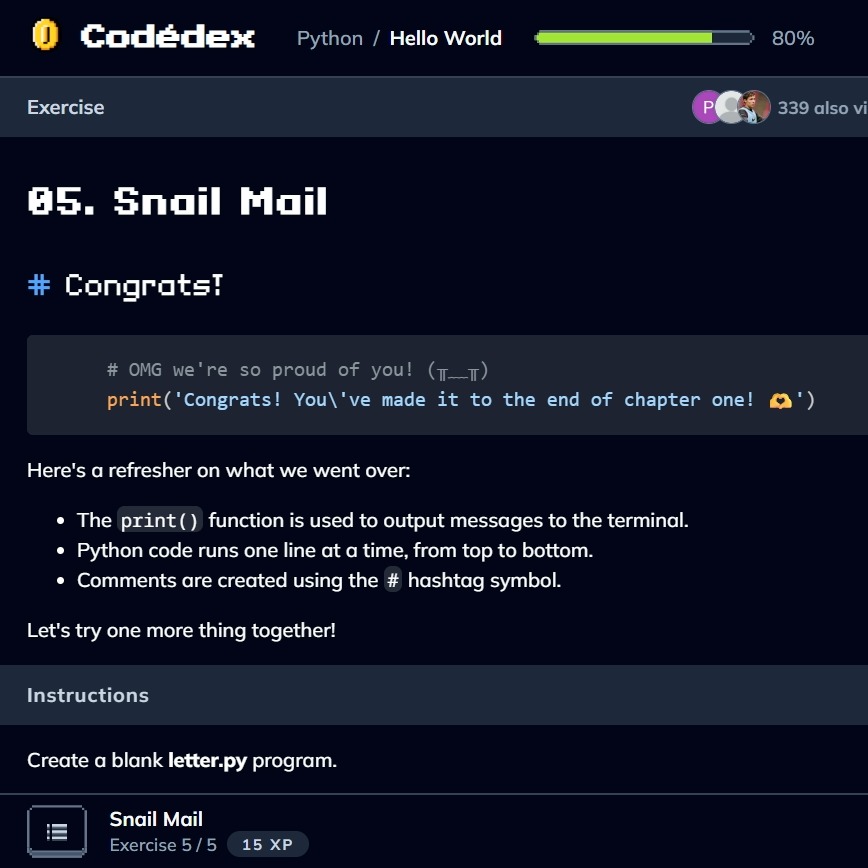 Codédex Python / Hello World 80%
Exercise P 339 also vi
05. Snail Mail
# Congrats!
# OMG we're so proud of you! (╥﹏╥)
print('Congrats! You\'ve made it to the end of chapter one! 🫶')
Here's a refresher on what we went over:
• The print() function is used to output messages to the terminal.
• Python code runs one line at a time, from top to bottom.
• Comments are created using the # hashtag symbol.
Let's try one more thing together!
Instructions
Create a blank letter.py program.
Snail Mail
Exercise 5 / 5 15 XP